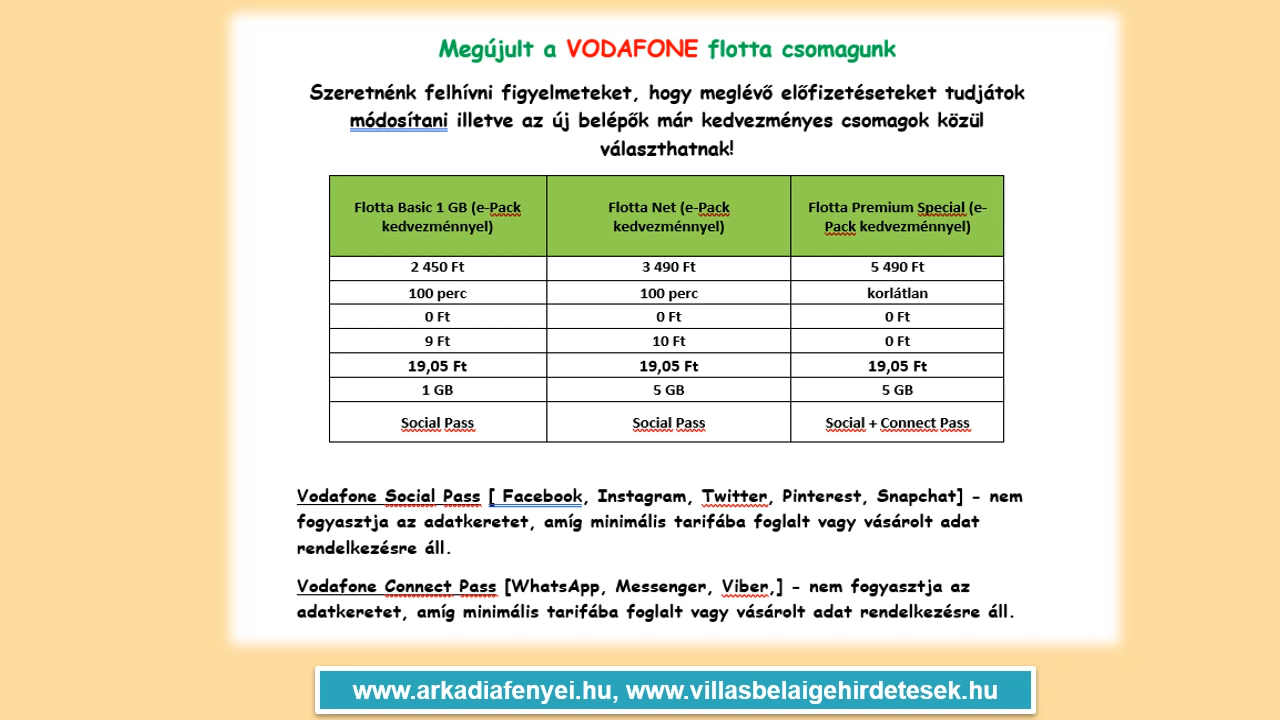 Megújult a VODAFONE flotta csomagunk
Szeretnénk felhívni figyelmeteket, hogy meglévő előfizetéseteket tudjátok
módosítani illetve az új belépők már kedvezményes csomagok közül
választhatnak!
Flotta Basic 1 GB (e-Pack kedvezménnyel) Flotta Net (e-Pack kedvezménnyel) Flotta Premium Special (e-Pack kedvezménnyel)
2 450 Ft 3 490 Ft 5 490 Ft
100 perc 100 perc korlátlan
0 Ft 0 Ft 0 Ft
9 Ft 10 Ft 0 Ft
19,05 Ft 19,05 Ft 19,05 Ft
1 GB 5 GB 5 GB
Social Pass Social Pass Social + Connect Pass
Vodafone Social Pass [ Facebook, Instagram, Twitter, Pinterest, Snapchat] - nem
fogyasztja az adatkeretet, amíg minimális tarifába foglalt vagy vásárolt adat
rendelkezésre áll.
Vodafone Connect Pass [WhatsApp, Messenger, Viber,] - nem fogyasztja az
adatkeretet, amíg minimális tarifába foglalt vagy vásárolt adat rendelkezésre áll.
www.arkadiafenyei.hu, www.villasbelaigehirdetesek.hu